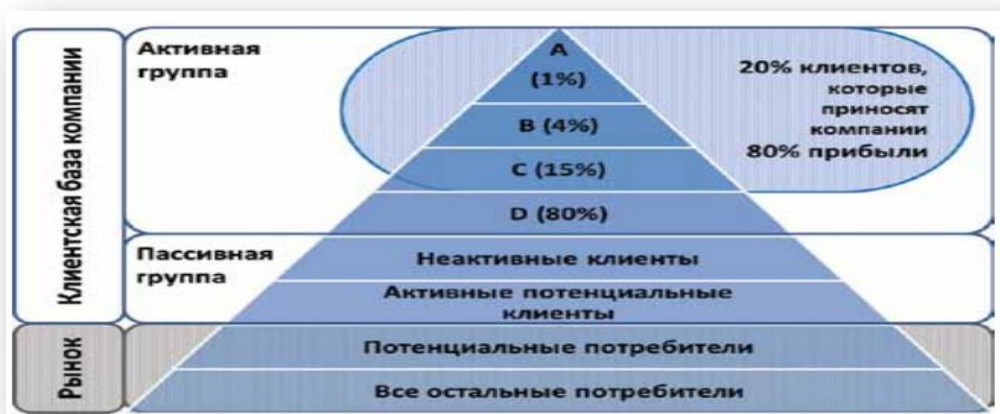 Клиентская база компании
Активная
группа
A
(1%)
B (4%)
C (15%)
D (80%)
20% клиентов,
которые
приносят
компании
80% прибыли
Пассивная
группа
Неактивные клиенты
Активные потенциальные
клиенты
Рынок
Потенциальные потребители
Все остальные потребители